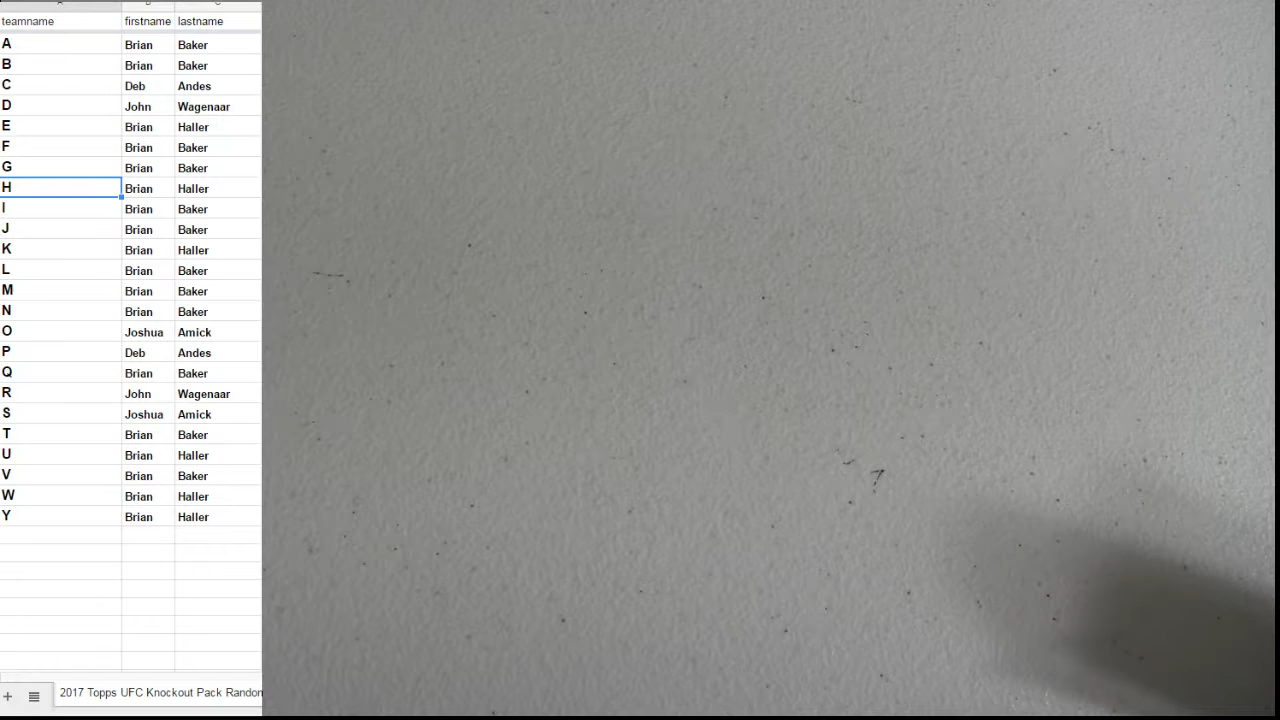 teamname firstname lastname
A Brian Baker
B Brian Baker
C Deb Andes
D John Wagenaar
E Brian Haller
F Brian Baker
G Brian Baker
H Brian Haller
I Brian Baker
J Brian Baker
K Brian Haller
L Brian Baker
M Brian Baker
N Brian Baker
O Joshua Amick
P Deb Andes
Q Brian Baker
R John Wagenaar
S Joshua Amick
T Brian Baker
U Brian Haller
V Brian Baker
W Brian Haller
Y Brian Haller
2017 Topps UFC Knockout Pack Random